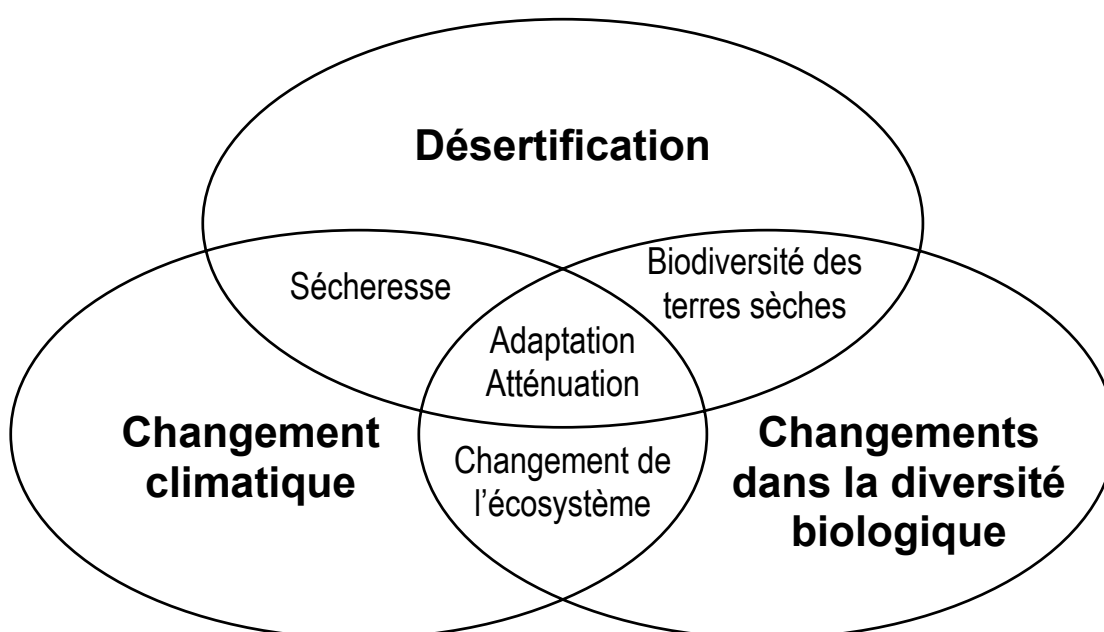 Désertification
Sécheresse
Biodiversité des
terres sèches
Adaptation
Atténuation
Changement
climatique
Changement de
l’écosystème
Changements
dans la diversité
biologique